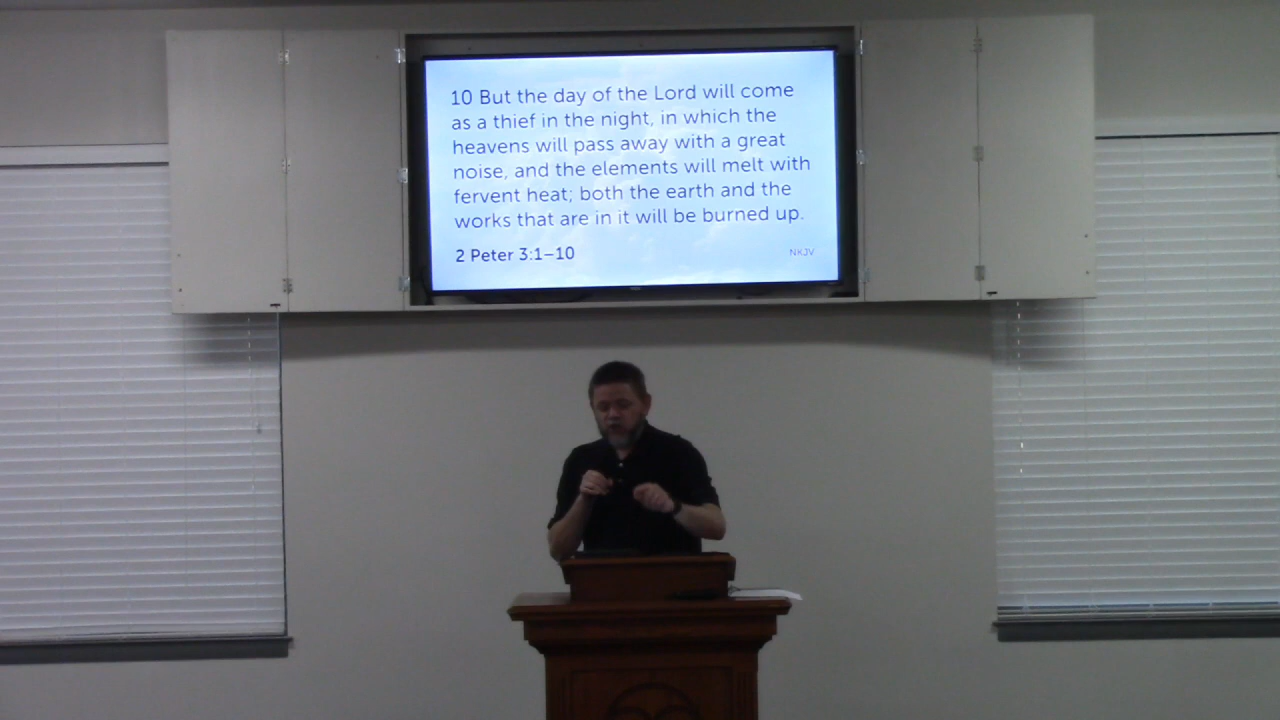 10 But the day of the Lord will come
as a thief in the night, in which the
heavens will pass away with a great
noise, and the elements will melt with
fervent heat; both the earth and the
works that are in it will be burned up.
2 Peter 3:1–10
NKJV